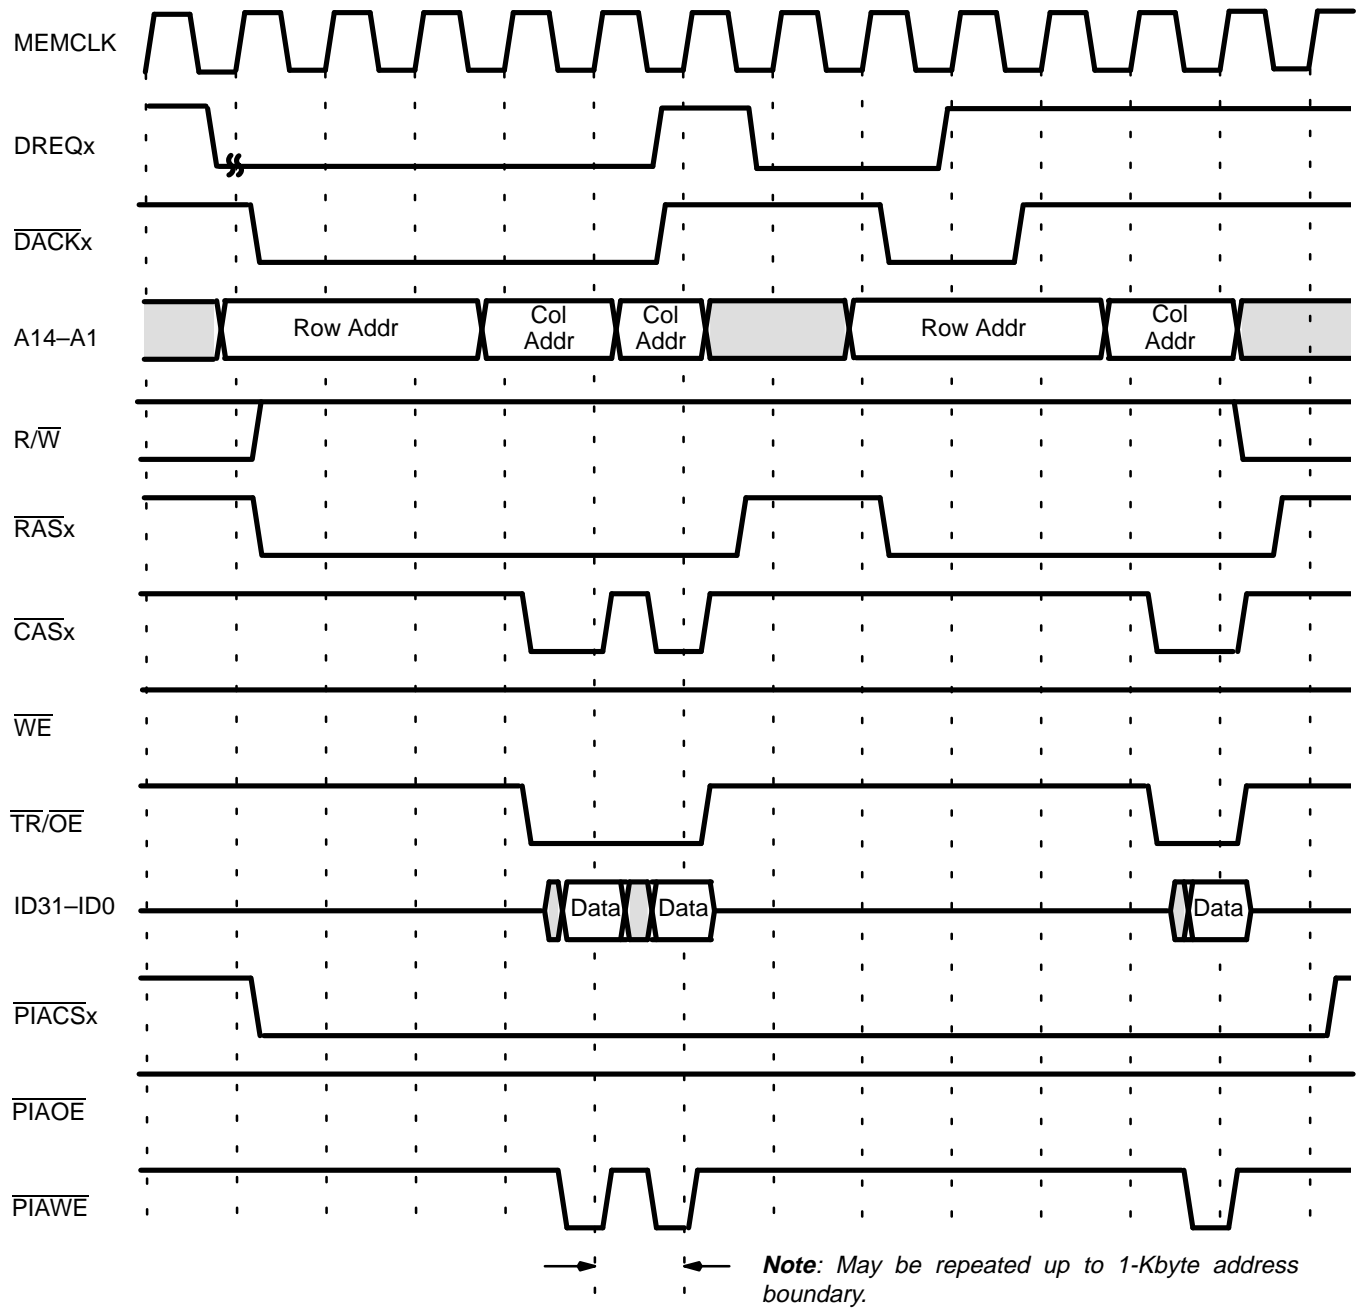 MEMCLK
DREQx
DACKx
A14–A1
Row Addr
Col
Addr
Col
Addr
Row Addr
Col
Addr
R/W
RASx
CASx
WE
TR/OE
ID31–ID0
Data
Data
Data
PIACSx
PIAOE
PIAWE
Note: May be repeated up to 1-Kbyte address
boundary.